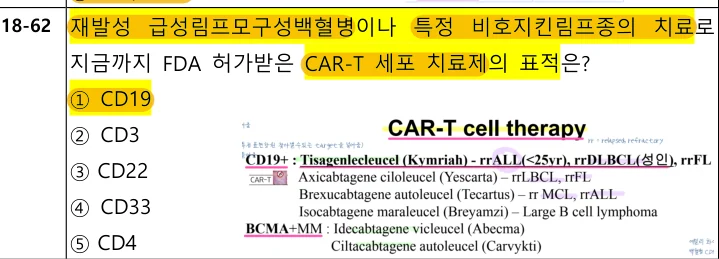 18-62
재발성 급성림프모구성백혈병이나 특정 비호지킨림프종의 치료로
지금까지 FDA 허가받은 CAR-T 세포 치료제의 표적은?
① CD19
② CD3
③ CD22
④ CD33
⑤ CD4
CAR-T cell therapy
rr = relapsed, refractory
CD19+ : Tisagenlecleucel (Kymriah) - rrALL(<25yr), rrDLBCL(성인), rrFL
CAR-T
Axicabtagene ciloleucel (Yescarta) – rrLBCL, rrFL
Brexucabtagene autoleucel (Tecartus) – rr MCL, rrALL
Isocabtagene maraleucel (Breyamzi) – Large B cell lymphoma
BCMA+MM : Idecabtagene vicleucel (Abecma)
Ciltacabtagene autoleucel (Carvykti)